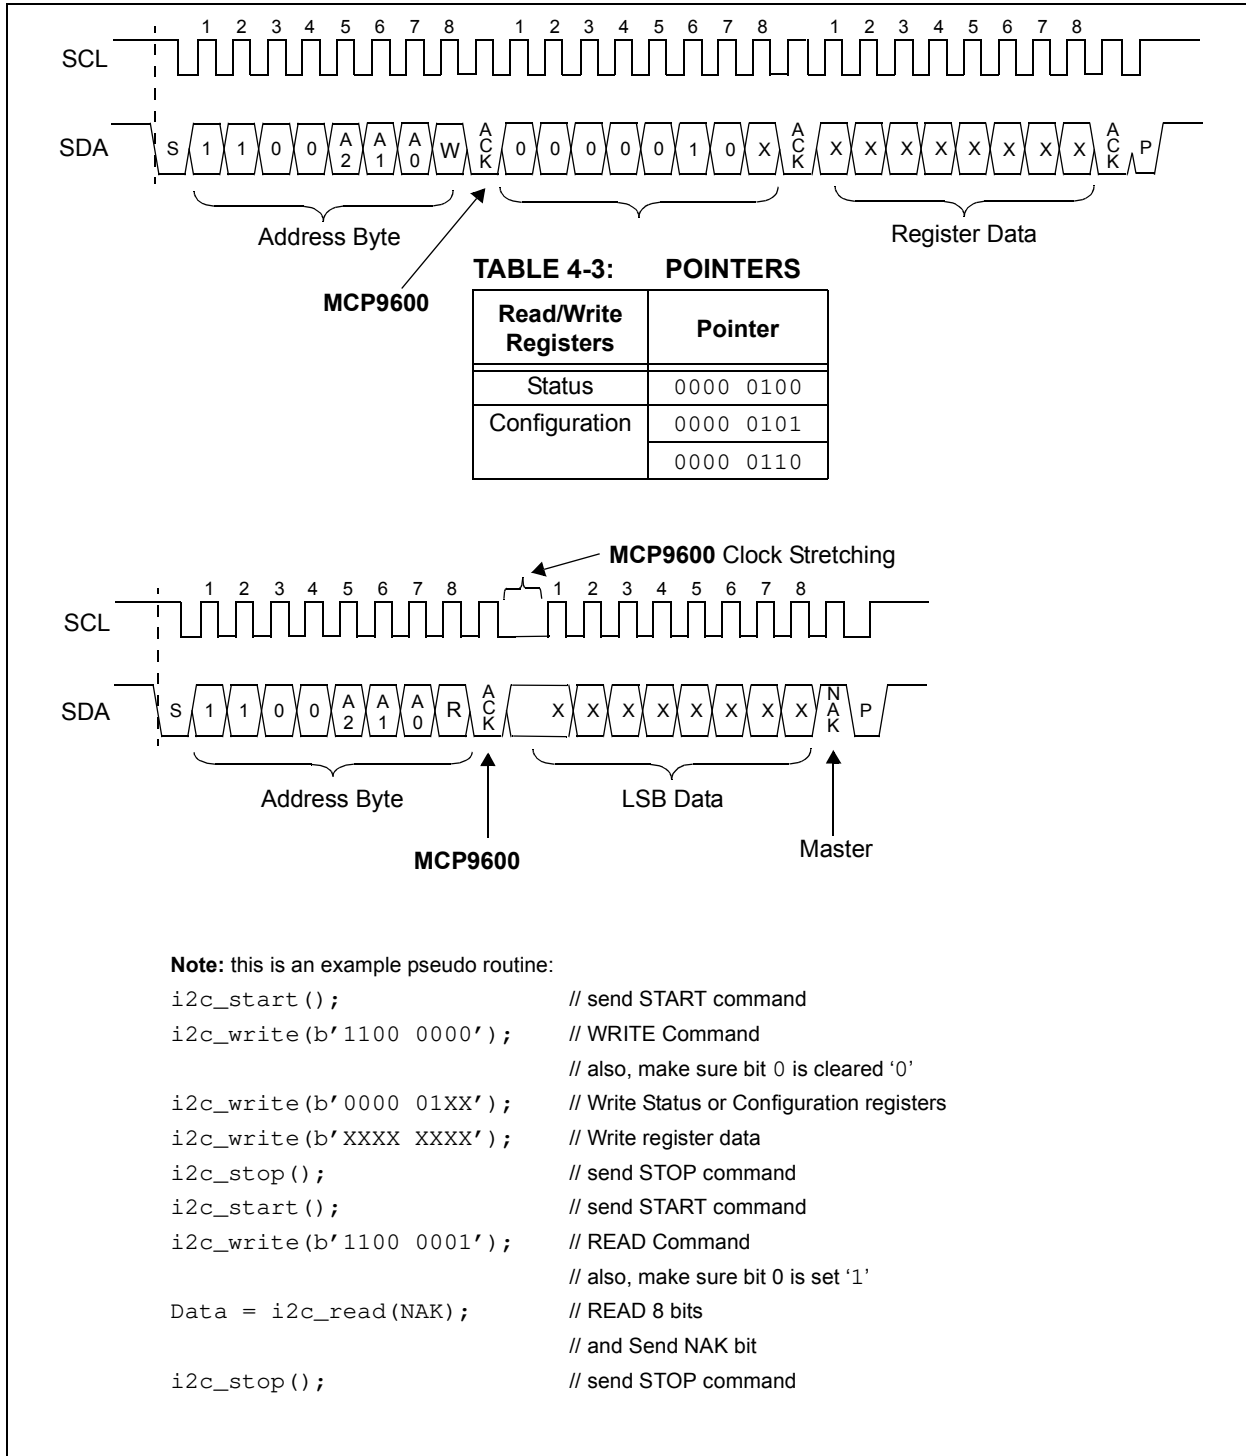 1 2 3 4 5 6 7 8 1 2 3 4 5 6 7 8 1 2 3 4 5 6 7 8
SCL
SDA S 1 1 0 0 A2 A1 A0 W ACK 0 0 0 0 0 1 0 X ACK X X X X X X X X ACK P
Address Byte
Register Data
MCP9600
TABLE 4-3: POINTERS
Read/Write Registers Pointer
Status 0000 0100
Configuration 0000 0101
0000 0110
MCP9600 Clock Stretching
1 2 3 4 5 6 7 8 1 2 3 4 5 6 7 8
SCL
SDA S 1 1 0 0 A2 A1 A0 R ACK X X X X X X X X NAK P
Address Byte LSB Data
MCP9600
Master
Note: this is an example pseudo routine:
i2c_start(); // send START command
i2c_write(b’1100 0000’); // WRITE Command
// also, make sure bit 0 is cleared ‘0’
i2c_write(b’0000 01XX’); // Write Status or Configuration registers
i2c_write(b’XXXX XXXX’); // Write register data
i2c_stop(); // send STOP command
i2c_start(); // send START command
i2c_write(b’1100 0001’); // READ Command
// also, make sure bit 0 is set ‘1’
Data = i2c_read(NAK); // READ 8 bits
// and Send NAK bit
i2c_stop(); // send STOP command